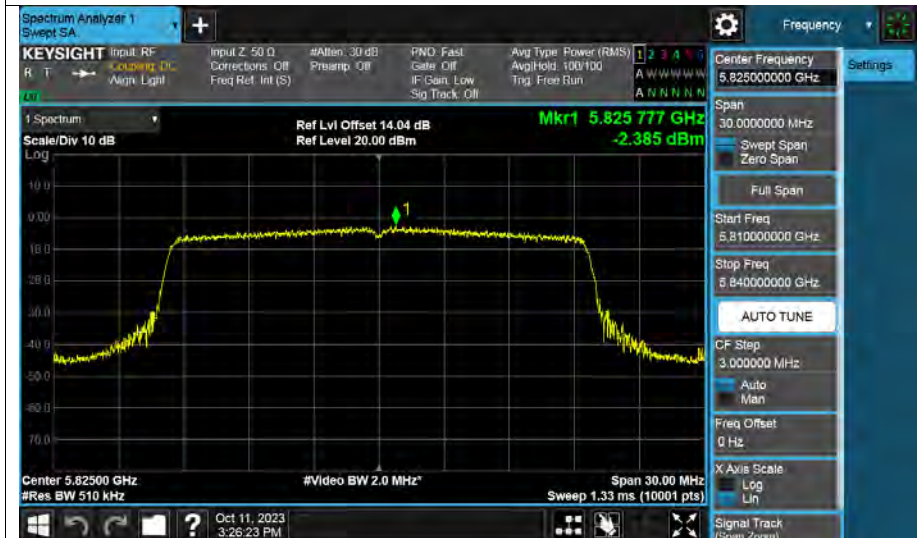 Spectrum Analyzer 1
Swept SA
+
Frequency
KEYSIGHT Input: RF
R T Coupling: DC
Align: Light
Input Z: 50 Ω
Corrections: Off
Freq Ref: Int (S)
#Atten: 30 dB
Preamp: Off
PNO: Fast
Gate: Off
IF Gain: Low
Sig Track: Off
Avg Type: Power (RMS)
Avg|Hold: 100/100
Trig: Free Run
1 2 3 4 5 6
A W W W W W
A N N N N N
1 Spectrum
Scale/Div 10 dB
Log
Ref Lvl Offset 14.04 dB
Ref Level 20.00 dBm
Mkr1 5.825 777 GHz
-2.385 dBm
10.0
0.00
-10.0
-20.0
-30.0
-40.0
-50.0
-60.0
-70.0
1
Center 5.82500 GHz
#Res BW 510 kHz
#Video BW 2.0 MHz*
Span 30.00 MHz
Sweep 1.33 ms (10001 pts)
Center Frequency
5.825000000 GHz
Settings
Span
30.0000000 MHz
Swept Span
Zero Span
Full Span
Start Freq
5.810000000 GHz
Stop Freq
5.840000000 GHz
AUTO TUNE
CF Step
3.000000 MHz
Auto
Man
Freq Offset
0 Hz
X Axis Scale
Log
Lin
Signal Track
(Span Zoom)
?
Oct 11, 2023
3:26:23 PM